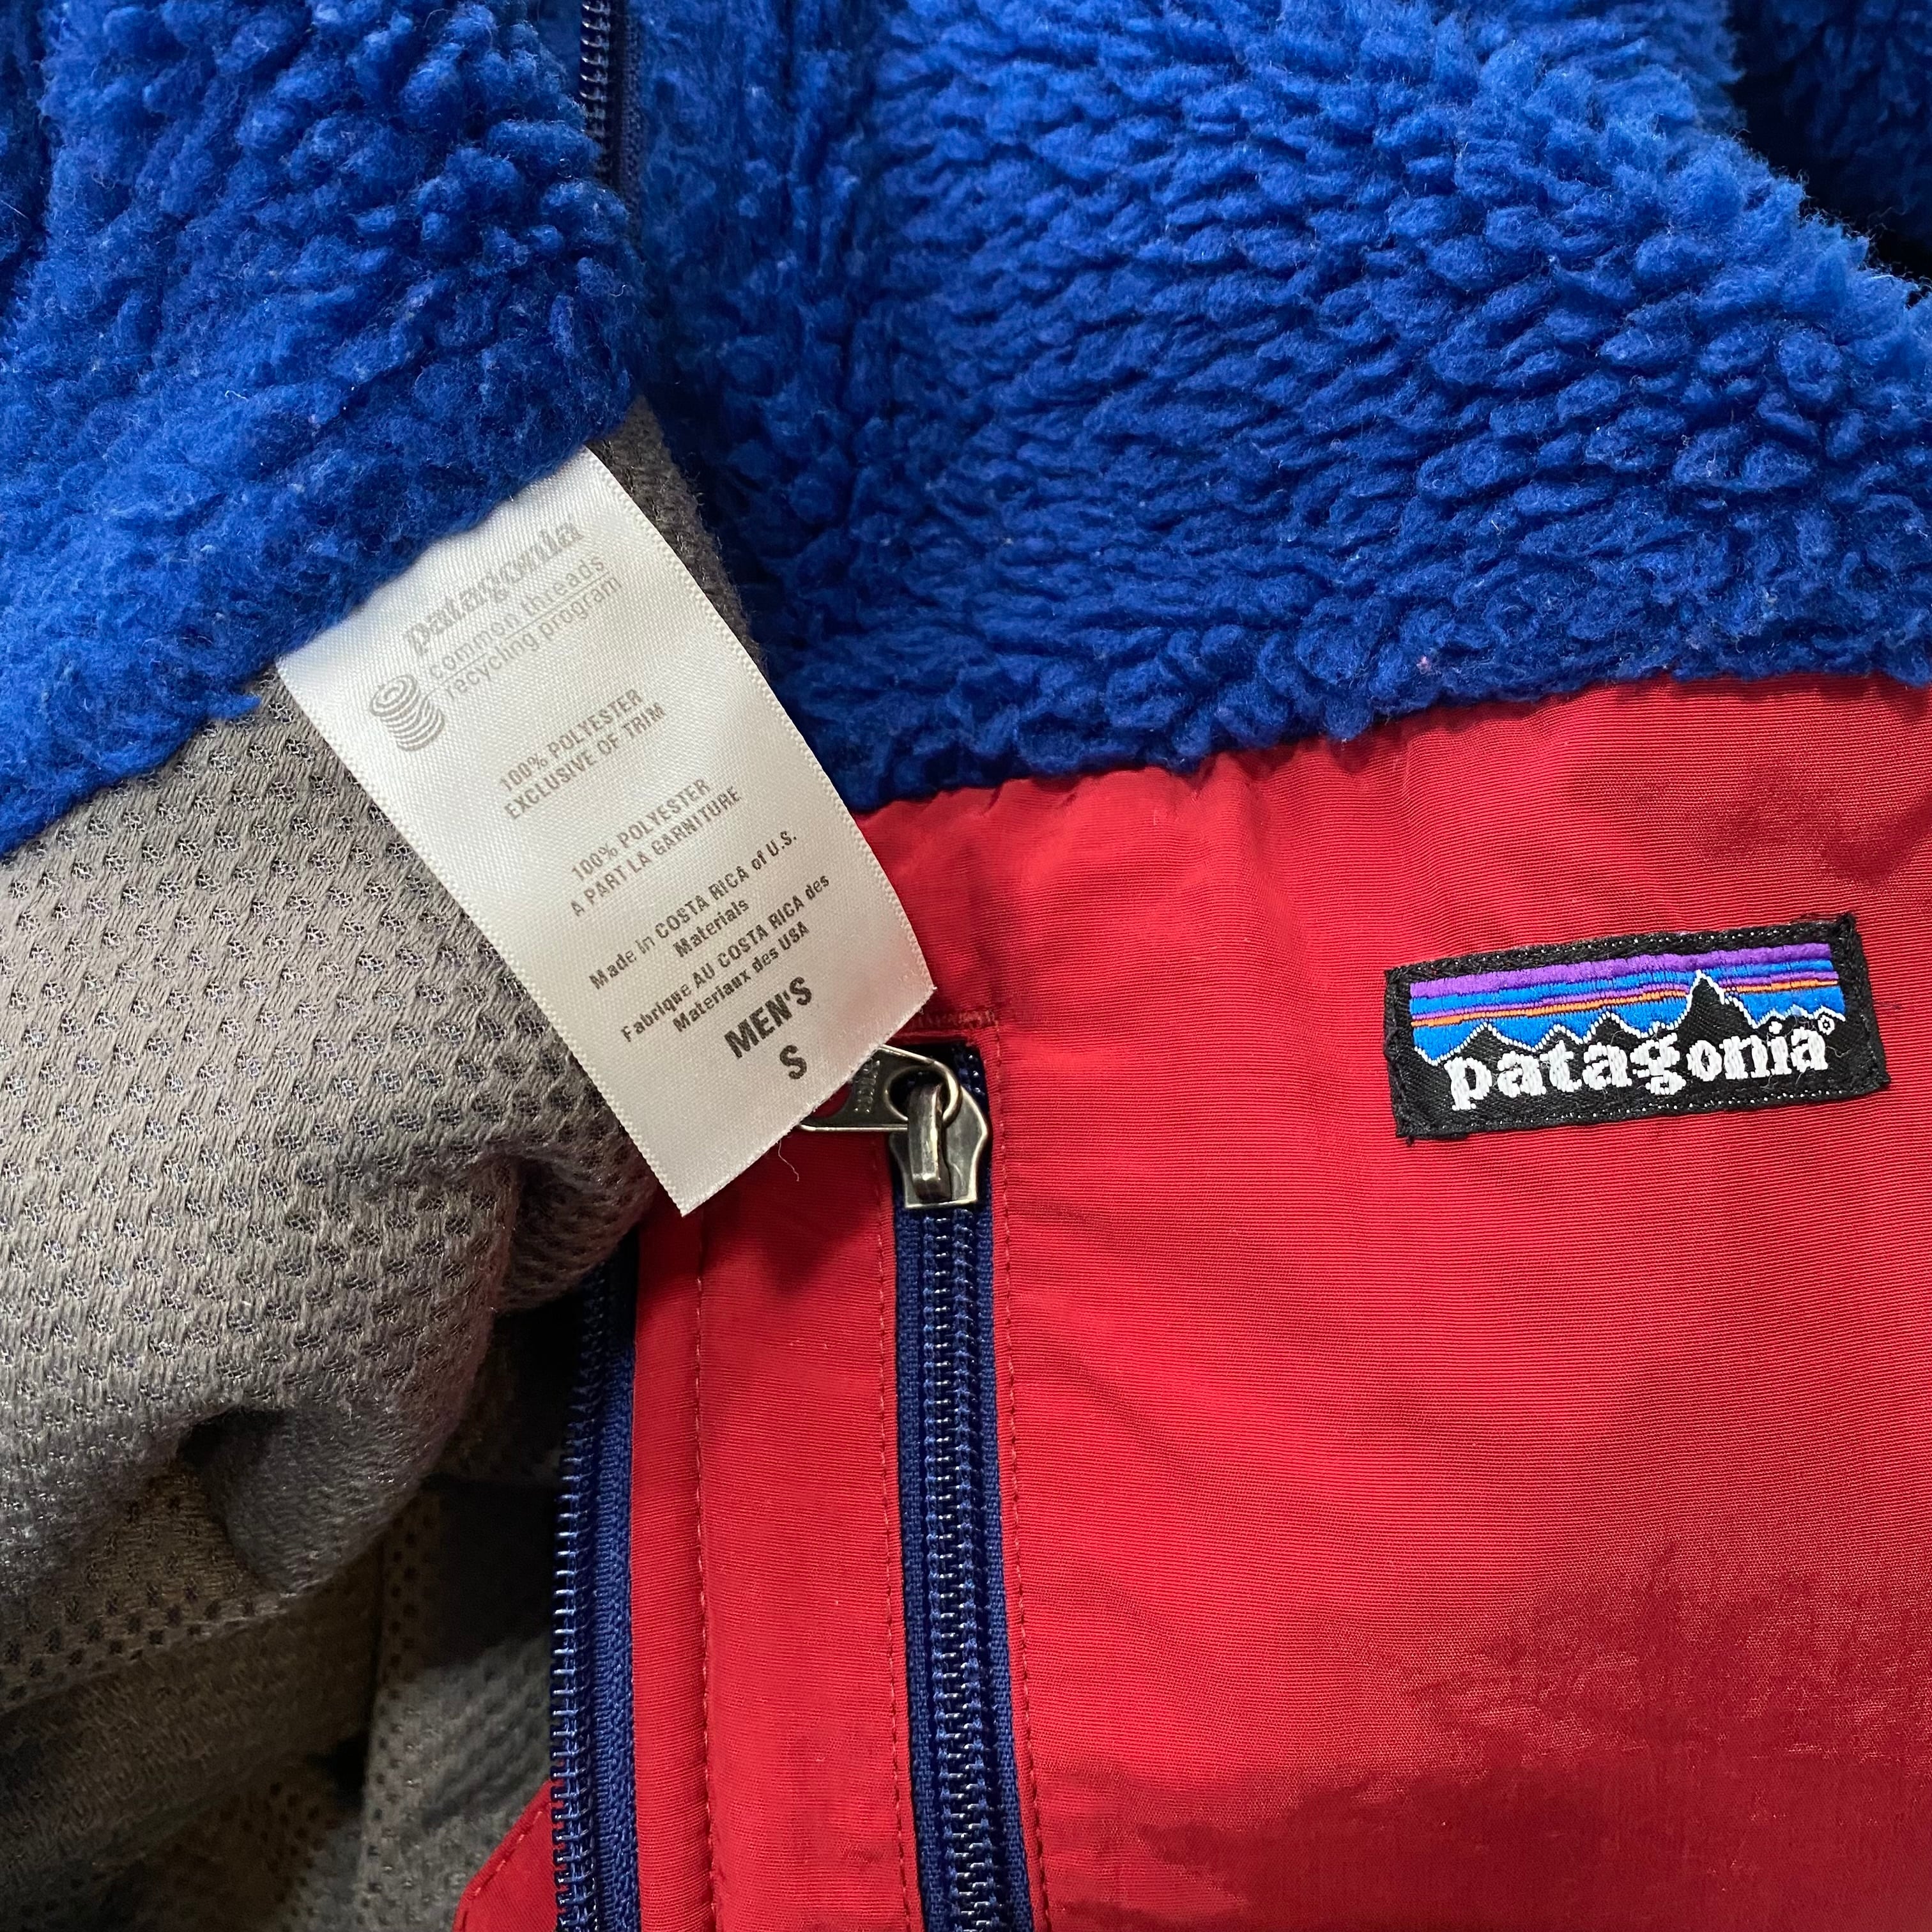 patagonia
common threads
recycling program
100% POLYESTER
EXCLUSIVE OF TRIM
100% POLYESTER
A PART LA GARNITURE
Made in COSTA RICA of U.S.
Materials
Fabrique AU COSTA RICA des
Materiaux des USA
MEN'S
S
patagonia®